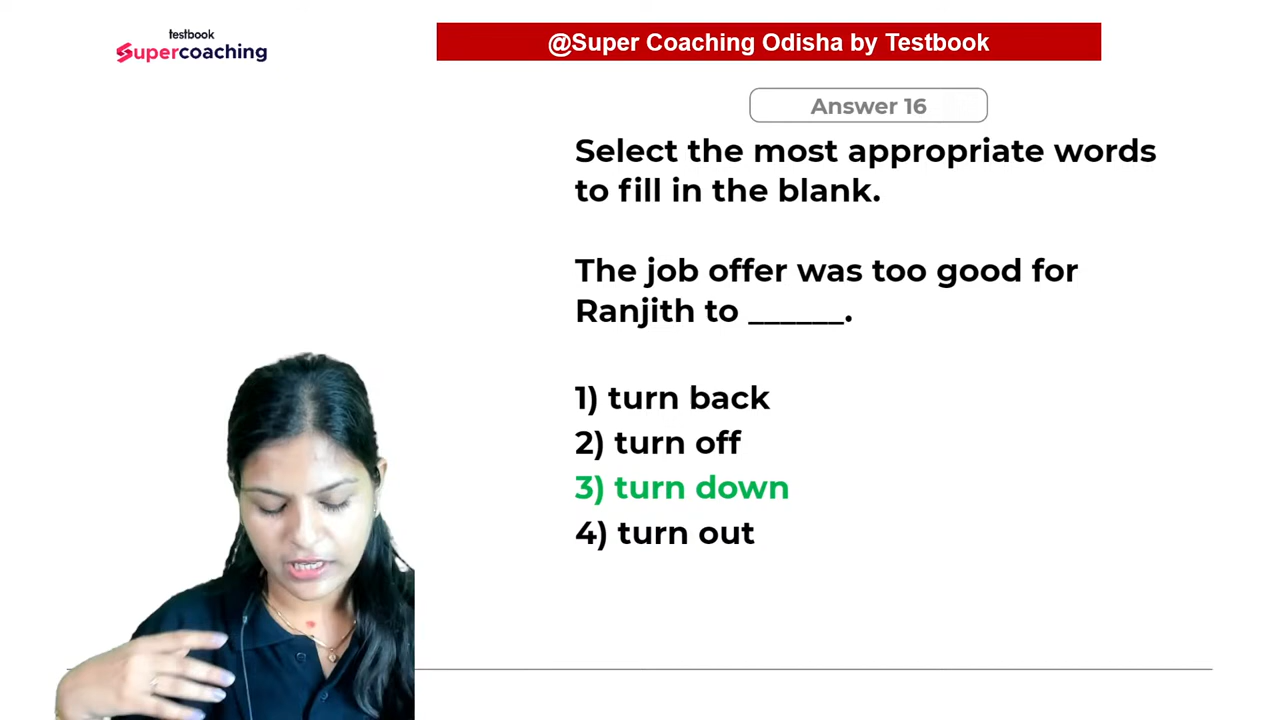 testbook
Supercoaching
@Super Coaching Odisha by Testbook
Answer 16
Select the most appropriate words
to fill in the blank.
The job offer was too good for
Ranjith to ______.
1) turn back
2) turn off
3) turn down
4) turn out